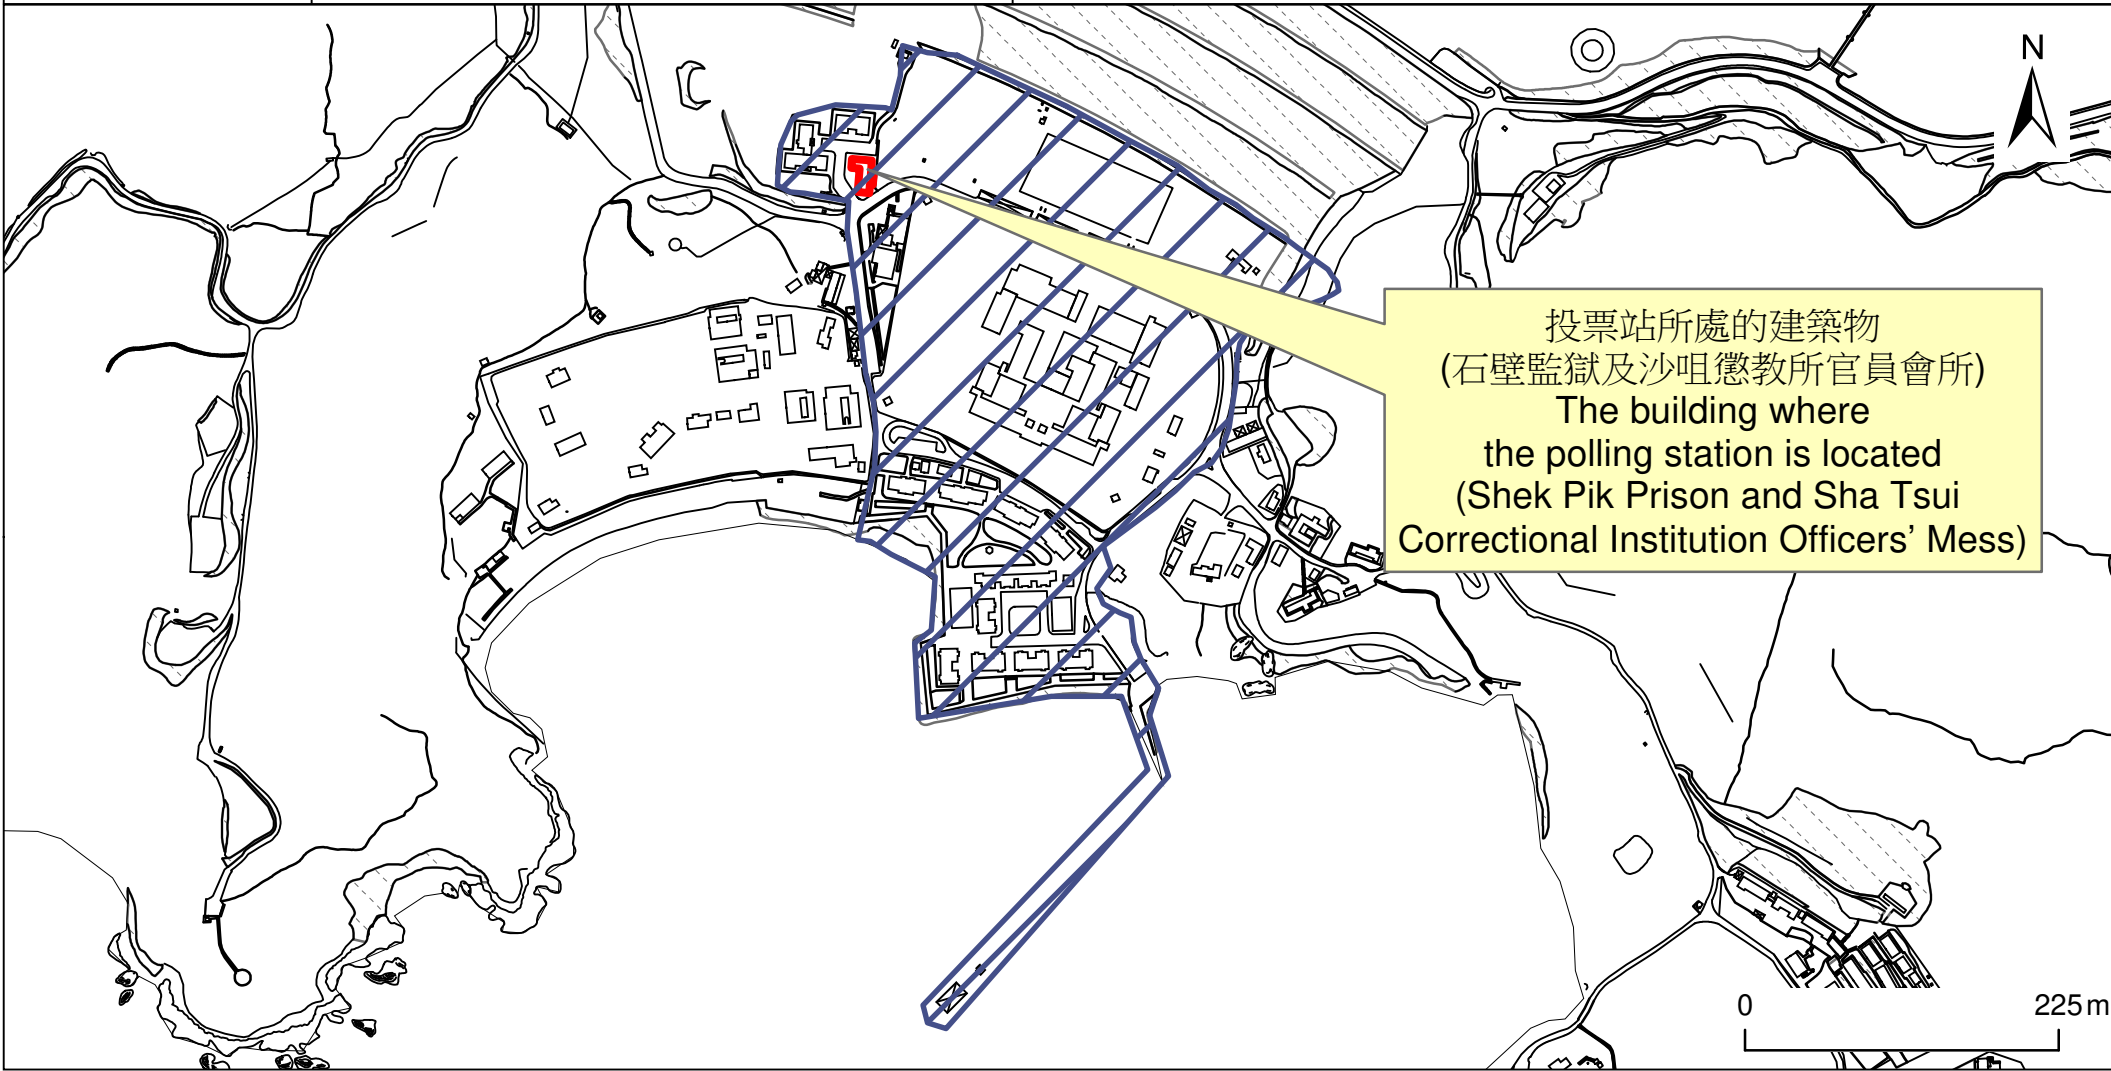 N
投票站所處的建築物
(石壁監獄及沙咀懲教所官員會所)
The building where
the polling station is located
(Shek Pik Prison and Sha Tsui
Correctional Institution Officers’ Mess)
0 225 m